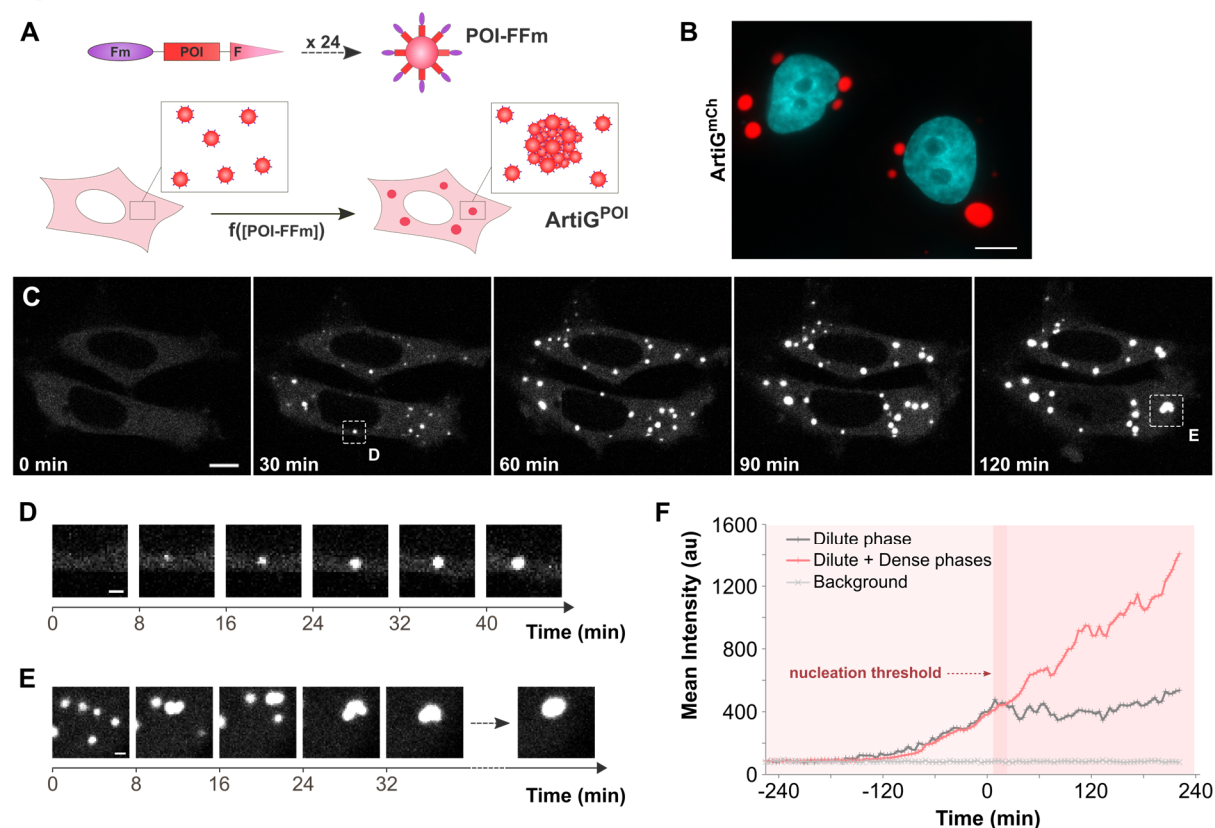 A
Fm
POI
F
x 24
POI-FFm
f([POI-FFm])
ArtiG^POI
B
ArtiG^mCh
C
0 min
30 min
D
60 min
90 min
120 min
E
D
0
8
16
24
32
40
Time (min)
E
0
8
16
24
32
Time (min)
F
Mean Intensity (au)
1600
1200
800
400
0
Dilute phase
Dilute + Dense phases
Background
nucleation threshold
-240
-120
0
120
240
Time (min)